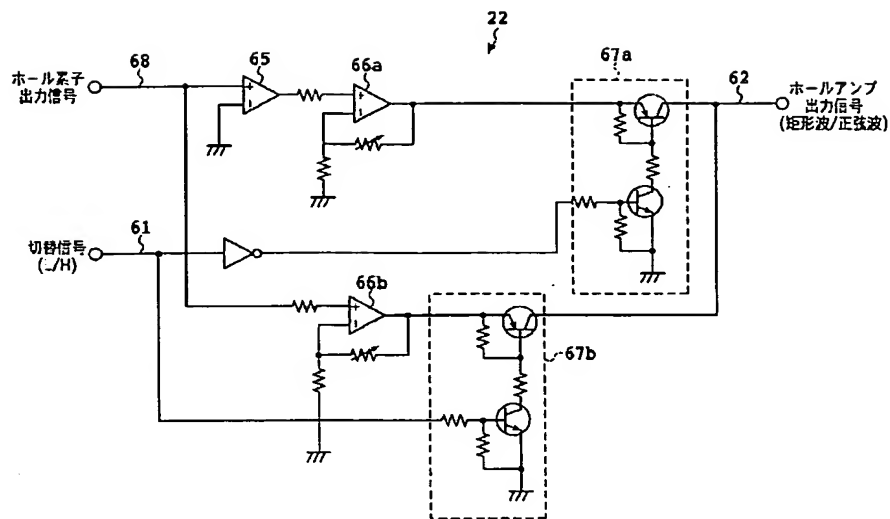 22
68
65
66a
67a
62
ホール素子
出力信号
ホールアンプ
出力信号
(矩形波/正弦波)
61
切替信号
(L/H)
66b
67b